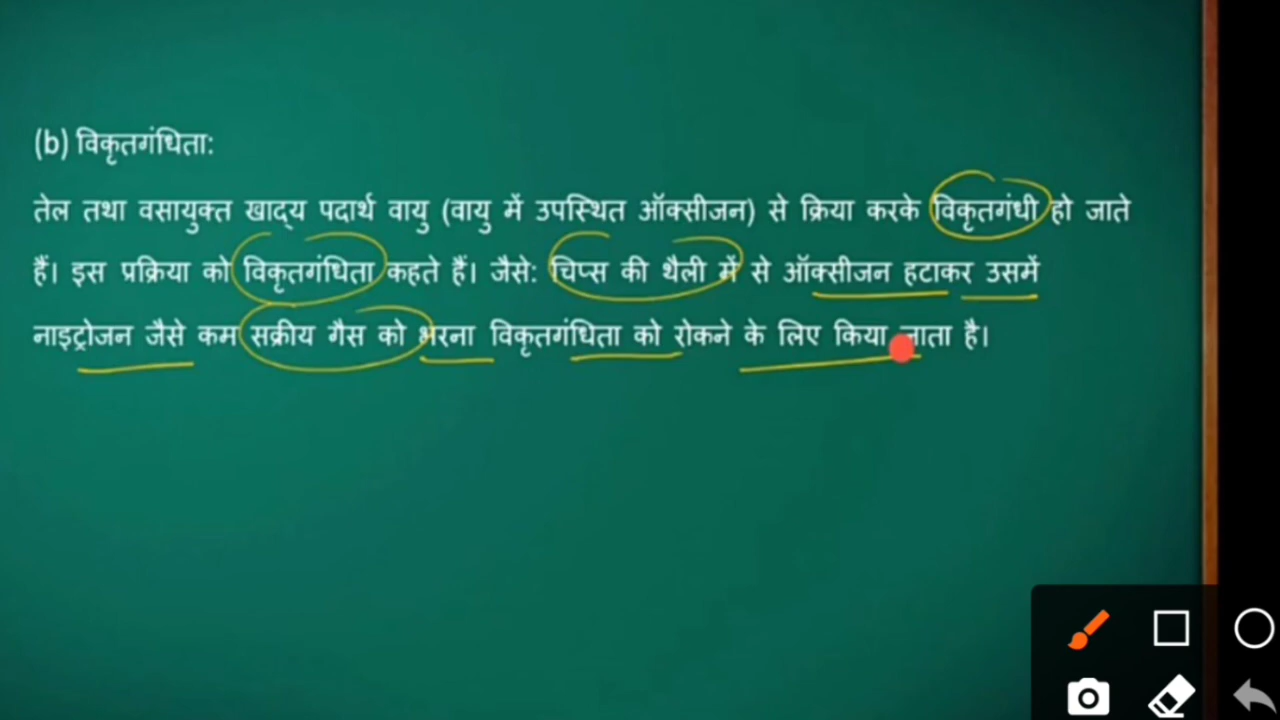 (b) विकृतगंधिता:
तेल तथा वसायुक्त खाद्य पदार्थ वायु (वायु में उपस्थित ऑक्सीजन) से क्रिया करके विकृतगंधी हो जाते
हैं। इस प्रक्रिया को विकृतगंधिता कहते हैं। जैसे: चिप्स की थैली में से ऑक्सीजन हटाकर उसमें
नाइट्रोजन जैसे कम सक्रीय गैस को भरना विकृतगंधिता को रोकने के लिए किया जाता है।